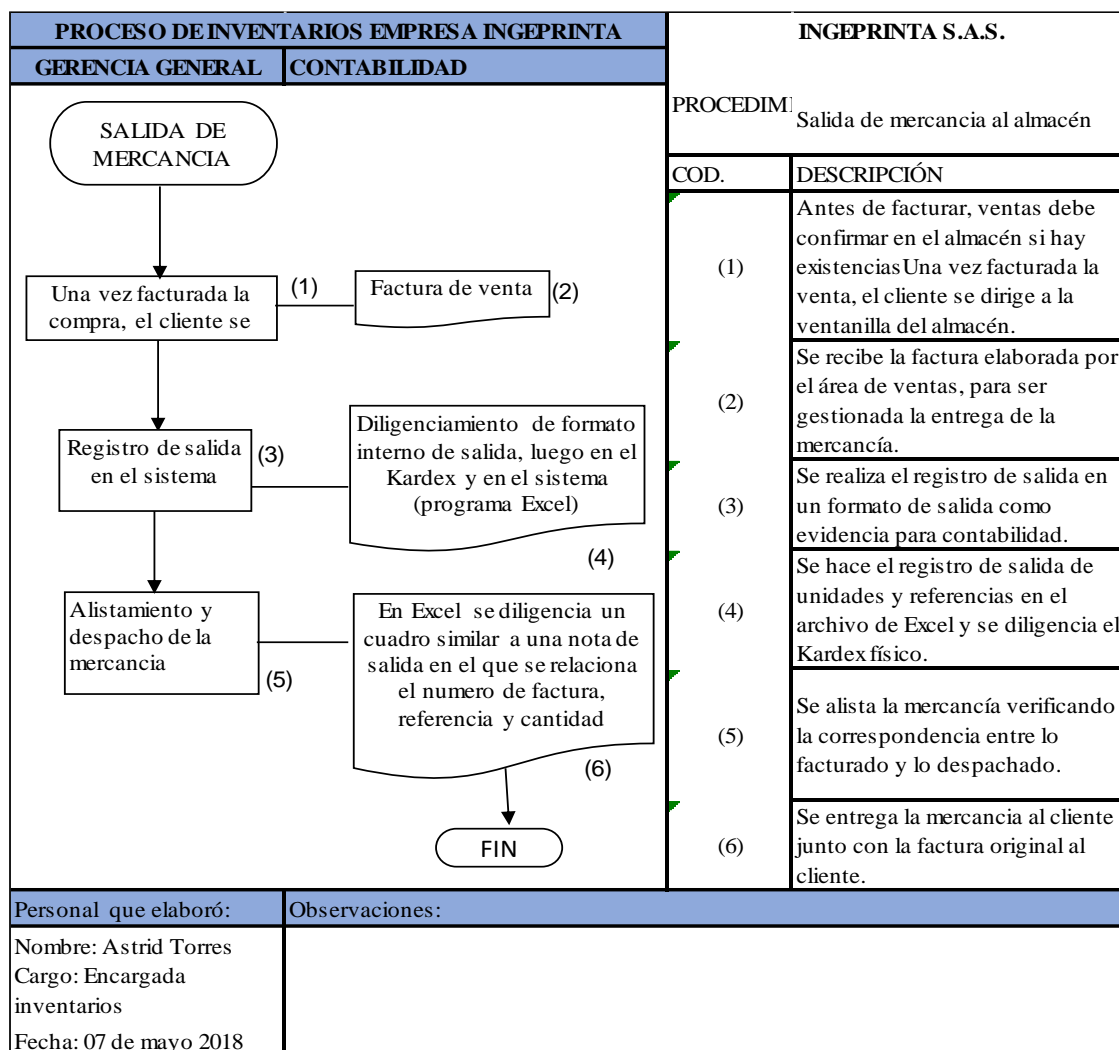 PROCESO DE INVENTARIOS EMPRESA INGEPRINTA
GERENCIA GENERAL
CONTABILIDAD
SALIDA DE
MERCANCIA
Una vez facturada la
compra, el cliente se
(1)
Factura de venta
(2)
Registro de salida
en el sistema
(3)
Diligenciamiento de formato
interno de salida, luego en el
Kardex y en el sistema
(programa Excel)
(4)
Alistamiento y
despacho de la
mercancia
(5)
En Excel se diligencia un
cuadro similar a una nota de
salida en el que se relaciona
el numero de factura,
referencia y cantidad
(6)
FIN
INGEPRINTA S.A.S.
PROCEDIMI
Salida de mercancia al almacén
COD.
DESCRIPCIÓN
(1)
Antes de facturar, ventas debe
confirmar en el almacén si hay
existenciasUna vez facturada la
venta, el cliente se dirige a la
ventanilla del almacén.
(2)
Se recibe la factura elaborada por
el área de ventas, para ser
gestionada la entrega de la
mercancía.
(3)
Se realiza el registro de salida en
un formato de salida como
evidencia para contabilidad.
(4)
Se hace el registro de salida de
unidades y referencias en el
archivo de Excel y se diligencia el
Kardex físico.
(5)
Se alista la mercancía verificando
la correspondencia entre lo
facturado y lo despachado.
(6)
Se entrega la mercancia al cliente
junto con la factura original al
cliente.
Personal que elaboró:
Observaciones:
Nombre: Astrid Torres
Cargo: Encargada
inventarios
Fecha: 07 de mayo 2018